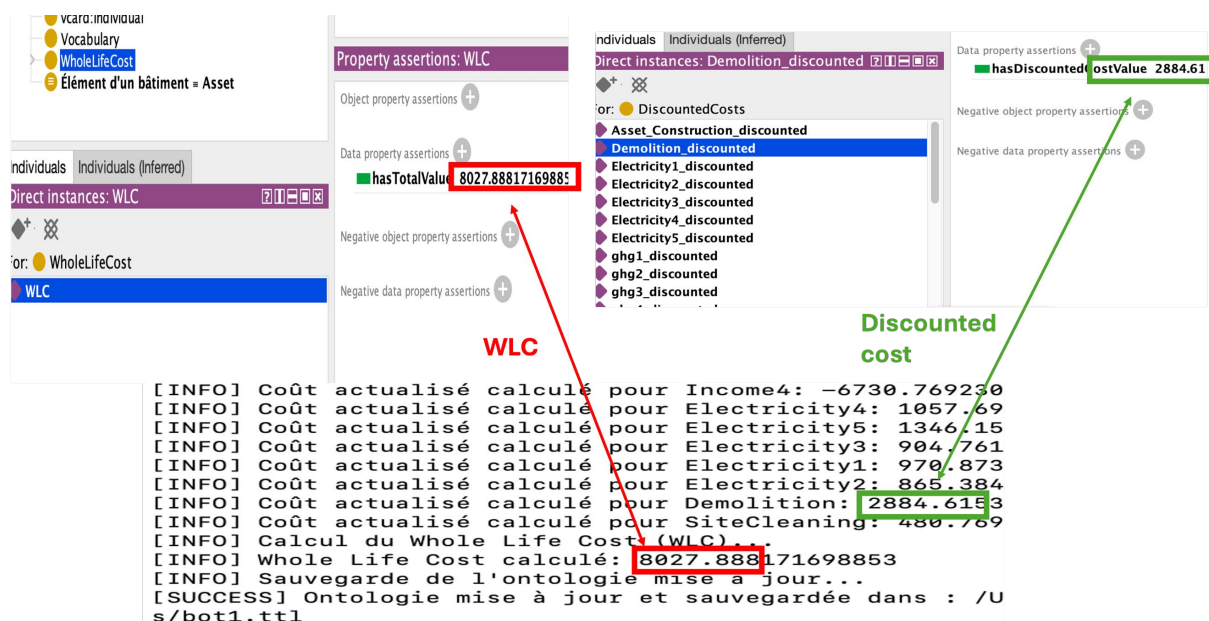 vcard:Individual
Vocabulary
WholeLifeCost
Élément d'un bâtiment ≡ Asset
Individuals Individuals (Inferred)
Direct instances: WLC
For: WholeLifeCost
WLC
Property assertions: WLC
Object property assertions
Data property assertions
hasTotalValue 8027.88817169885
Negative object property assertions
Negative data property assertions
WLC
Individuals Individuals (Inferred)
Direct instances: Demolition_discounted
For: DiscountedCosts
Asset_Construction_discounted
Demolition_discounted
Electricity1_discounted
Electricity2_discounted
Electricity3_discounted
Electricity4_discounted
Electricity5_discounted
ghg1_discounted
ghg2_discounted
ghg3_discounted
Data property assertions
hasDiscountedCostValue 2884.61
Negative object property assertions
Negative data property assertions
Discounted
cost
[INFO] Coût actualisé calculé pour Income4: −6730.769230
[INFO] Coût actualisé calculé pour Electricity4: 1057.69
[INFO] Coût actualisé calculé pour Electricity5: 1346.15
[INFO] Coût actualisé calculé pour Electricity3: 904.761
[INFO] Coût actualisé calculé pour Electricity1: 970.873
[INFO] Coût actualisé calculé pour Electricity2: 865.384
[INFO] Coût actualisé calculé pour Demolition: 2884.6153
[INFO] Coût actualisé calculé pour SiteCleaning: 480.769
[INFO] Calcul du Whole Life Cost (WLC)...
[INFO] Whole Life Cost calculé: 8027.888171698853
[INFO] Sauvegarde de l'ontologie mise à jour...
[SUCCESS] Ontologie mise à jour et sauvegardée dans : /U
s/bot1.ttl